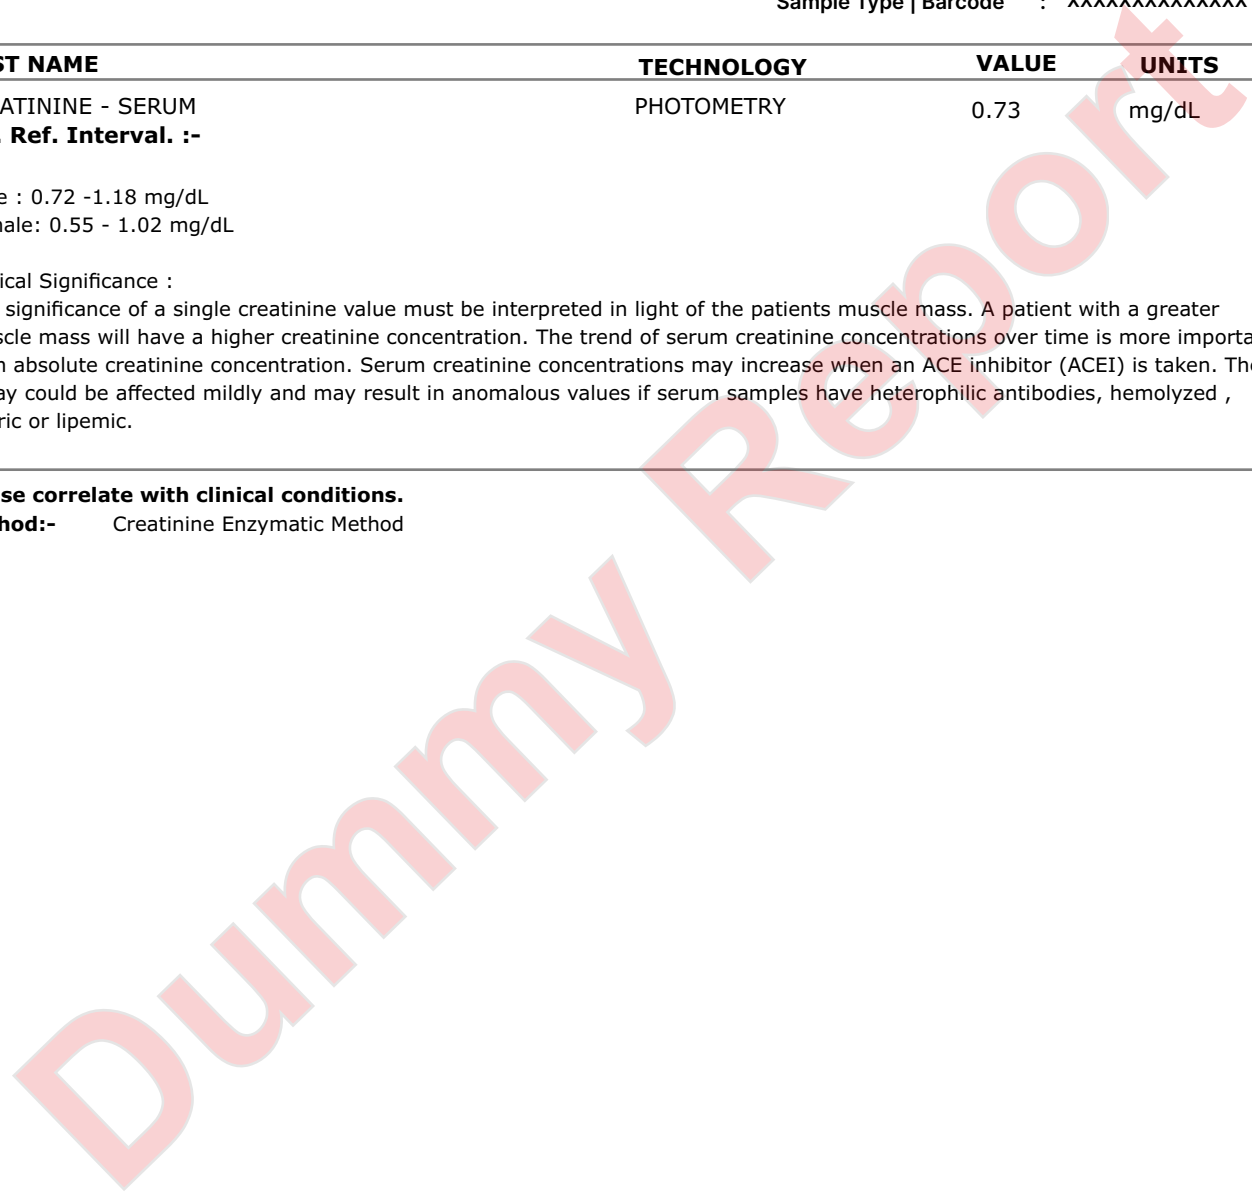 Sample Type | Barcode : XXXXXXXXXXXXXX
ST NAME TECHNOLOGY VALUE UNITS
ATININE - SERUM PHOTOMETRY 0.73 mg/dL
. Ref. Interval. :-
e : 0.72 -1.18 mg/dL
nale: 0.55 - 1.02 mg/dL
ical Significance :
significance of a single creatinine value must be interpreted in light of the patients muscle mass. A patient with a greater
scle mass will have a higher creatinine concentration. The trend of serum creatinine concentrations over time is more importa
n absolute creatinine concentration. Serum creatinine concentrations may increase when an ACE inhibitor (ACEI) is taken. The
ay could be affected mildly and may result in anomalous values if serum samples have heterophilic antibodies, hemolyzed ,
ric or lipemic.
se correlate with clinical conditions.
hod:- Creatinine Enzymatic Method
Dummy Report